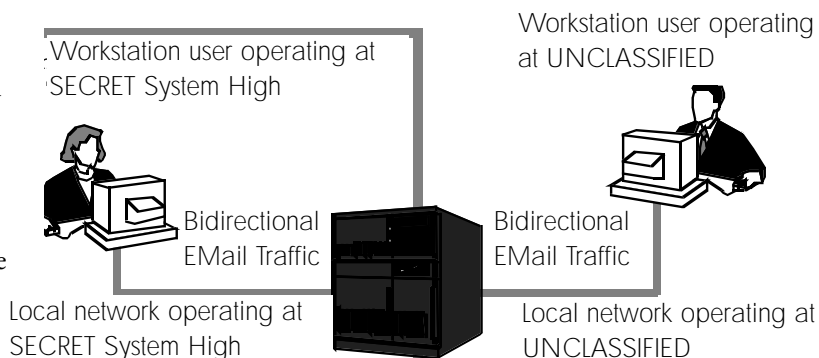 Workstation user operating at
SECRET System High
Workstation user operating
at UNCLASSIFIED
Bidirectional
EMail Traffic
Bidirectional
EMail Traffic
Local network operating at
SECRET System High
Local network operating at
UNCLASSIFIED